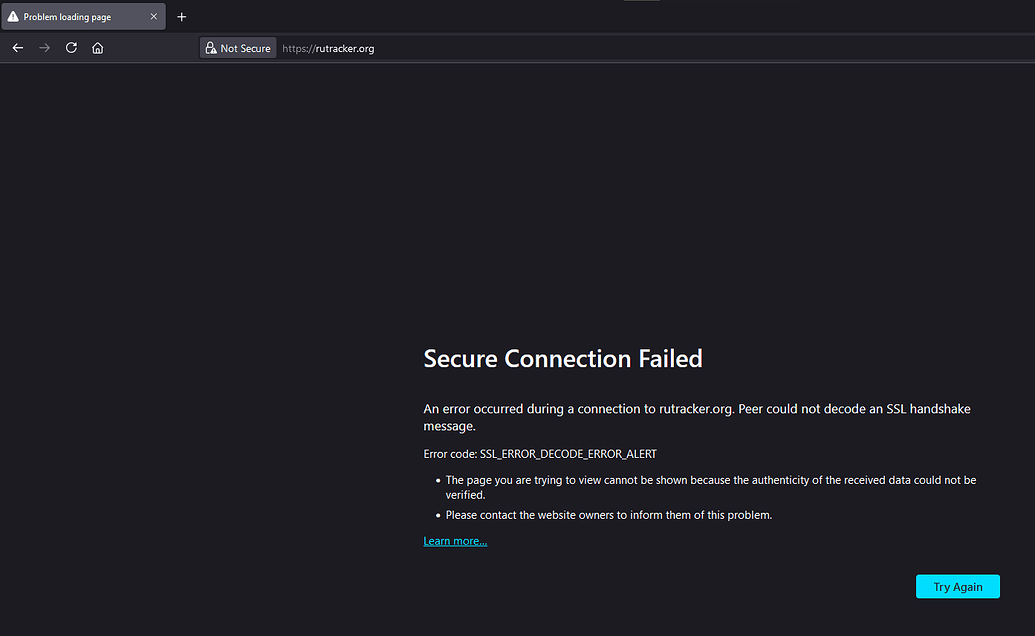 Problem loading page
Not Secure https://rutracker.org
Secure Connection Failed
An error occurred during a connection to rutracker.org. Peer could not decode an SSL handshake
message.
Error code: SSL_ERROR_DECODE_ERROR_ALERT
• The page you are trying to view cannot be shown because the authenticity of the received data could not be
verified.
• Please contact the website owners to inform them of this problem.
Learn more...
Try Again